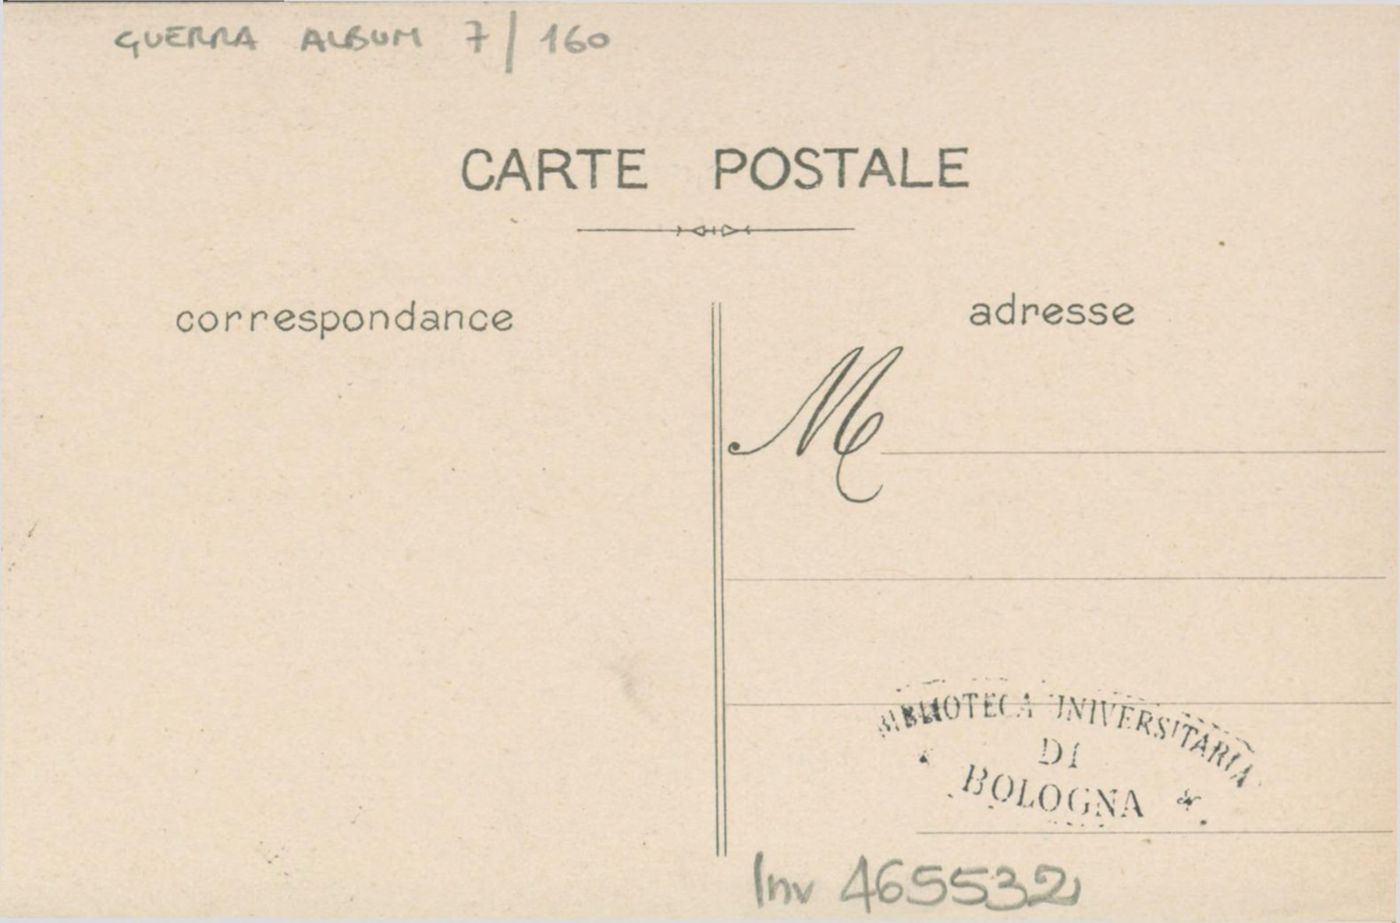 GUERRA ALBUM 7/160
CARTE POSTALE
correspondance
adresse
M
BIBLIOTECA UNIVERSITARIA
DI
BOLOGNA
Inv 465532